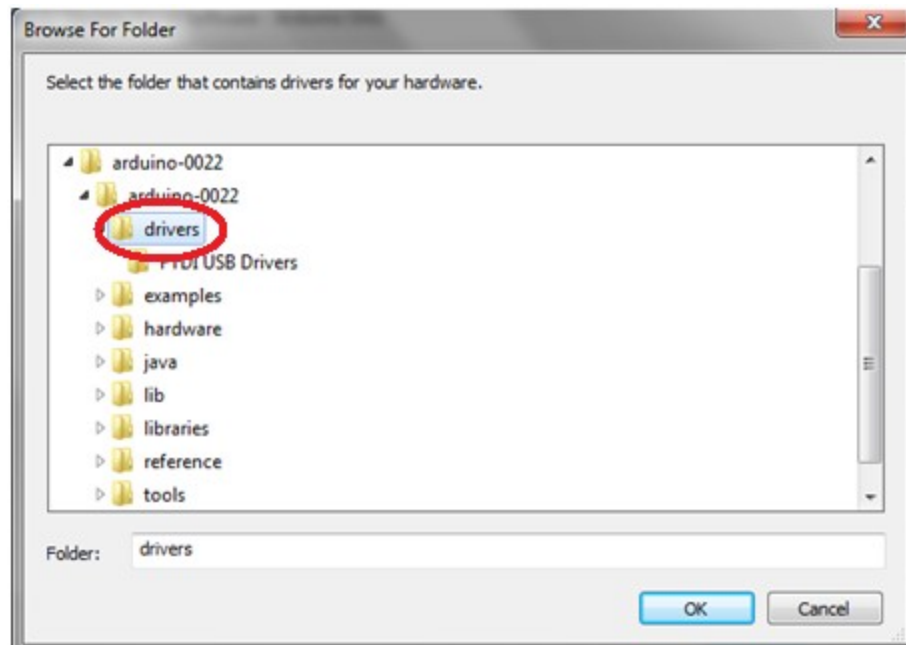 Browse For Folder
Select the folder that contains drivers for your hardware.
arduino-0022
arduino-0022
drivers
FTDI USB Drivers
examples
hardware
java
lib
libraries
reference
tools
Folder: drivers
OK Cancel